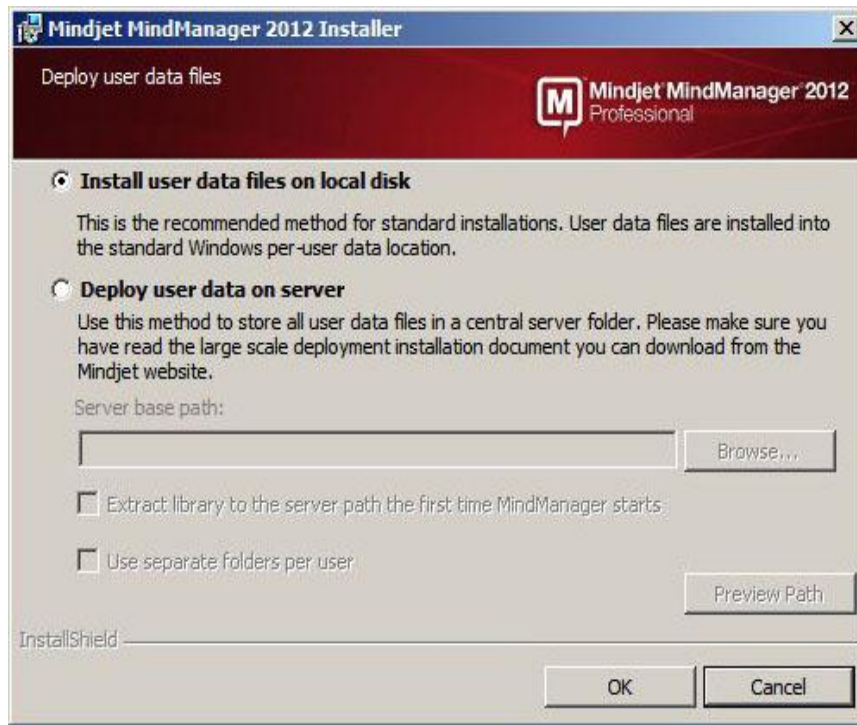 Mindjet MindManager 2012 Installer
Deploy user data files
Mindjet MindManager 2012
Professional
Install user data files on local disk
This is the recommended method for standard installations. User data files are installed into
the standard Windows per-user data location.
Deploy user data on server
Use this method to store all user data files in a central server folder. Please make sure you
have read the large scale deployment installation document you can download from the
Mindjet website.
Server base path:
Browse...
Extract library to the server path the first time MindManager starts
Use separate folders per user
Preview Path
InstallShield
OK
Cancel